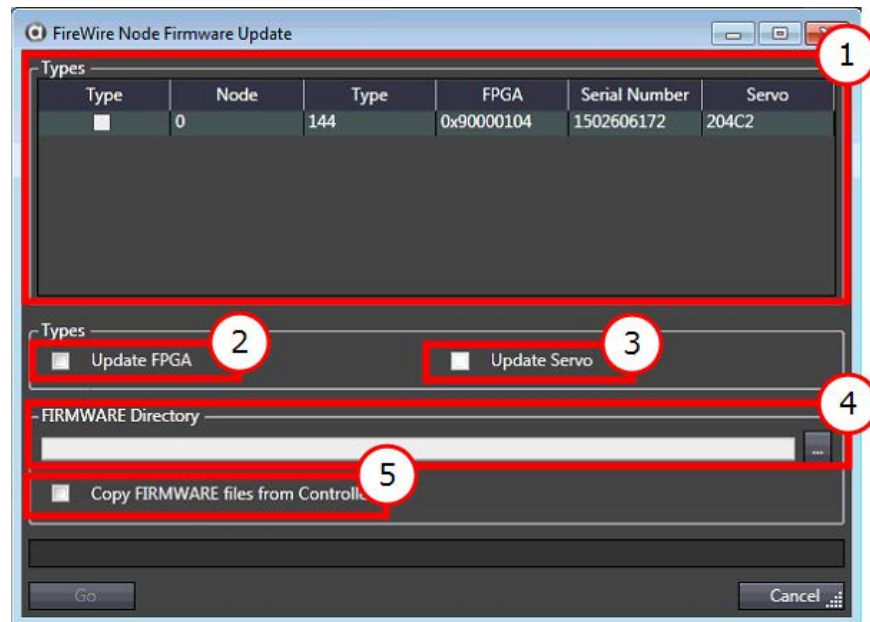 FireWire Node Firmware Update
1
Types
Type Node Type FPGA Serial Number Servo
0 144 0x90000104 1502606172 204C2
Types
2
3
Update FPGA Update Servo
4
FIRMWARE Directory
...
5
Copy FIRMWARE files from Controlle
Go Cancel